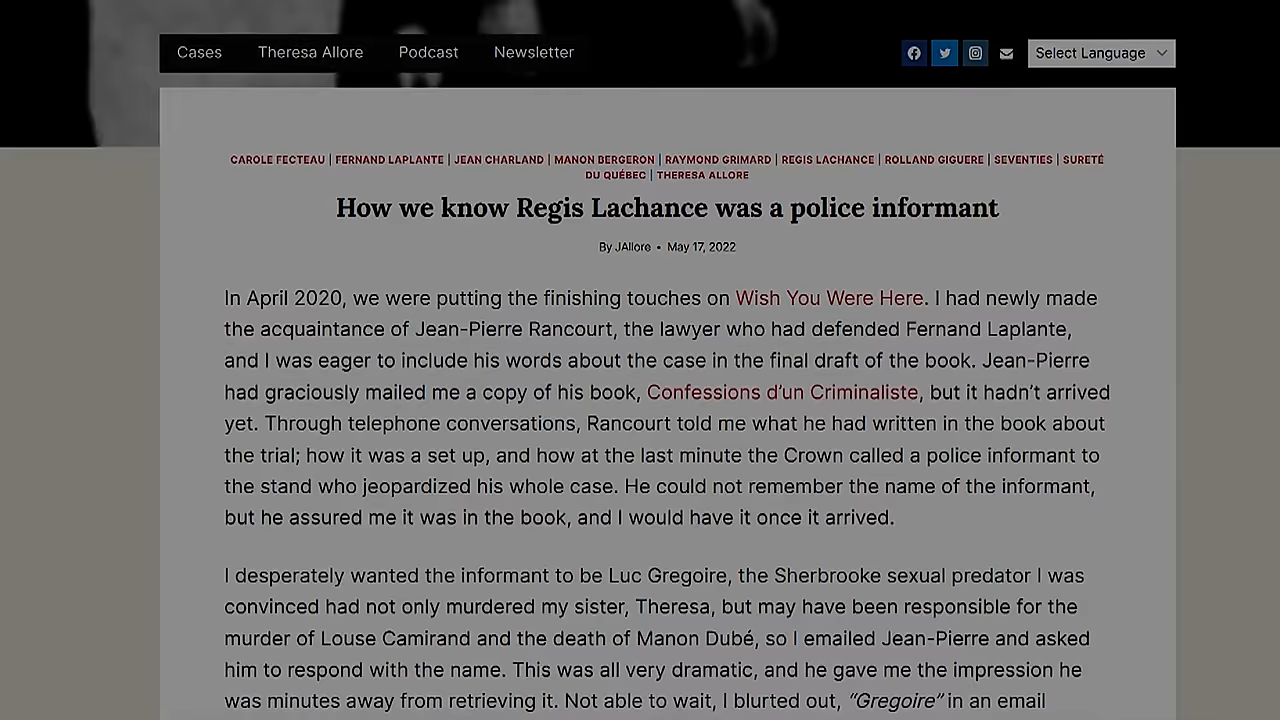 Cases Theresa Allore Podcast Newsletter Select Language
CAROLE FECTEAU | FERNAND LAPLANTE | JEAN CHARLAND | MANON BERGERON | RAYMOND GRIMARD | REGIS LACHANCE | ROLLAND GIGUERE | SEVENTIES | SURETÉ
DU QUÉBEC | THERESA ALLORE
How we know Regis Lachance was a police informant
By JAllore • May 17, 2022
In April 2020, we were putting the finishing touches on Wish You Were Here. I had newly made
the acquaintance of Jean-Pierre Rancourt, the lawyer who had defended Fernand Laplante,
and I was eager to include his words about the case in the final draft of the book. Jean-Pierre
had graciously mailed me a copy of his book, Confessions d’un Criminaliste, but it hadn’t arrived
yet. Through telephone conversations, Rancourt told me what he had written in the book about
the trial; how it was a set up, and how at the last minute the Crown called a police informant to
the stand who jeopardized his whole case. He could not remember the name of the informant,
but he assured me it was in the book, and I would have it once it arrived.
I desperately wanted the informant to be Luc Gregoire, the Sherbrooke sexual predator I was
convinced had not only murdered my sister, Theresa, but may have been responsible for the
murder of Louse Camirand and the death of Manon Dubé, so I emailed Jean-Pierre and asked
him to respond with the name. This was all very dramatic, and he gave me the impression he
was minutes away from retrieving it. Not able to wait, I blurted out, “Gregoire” in an email